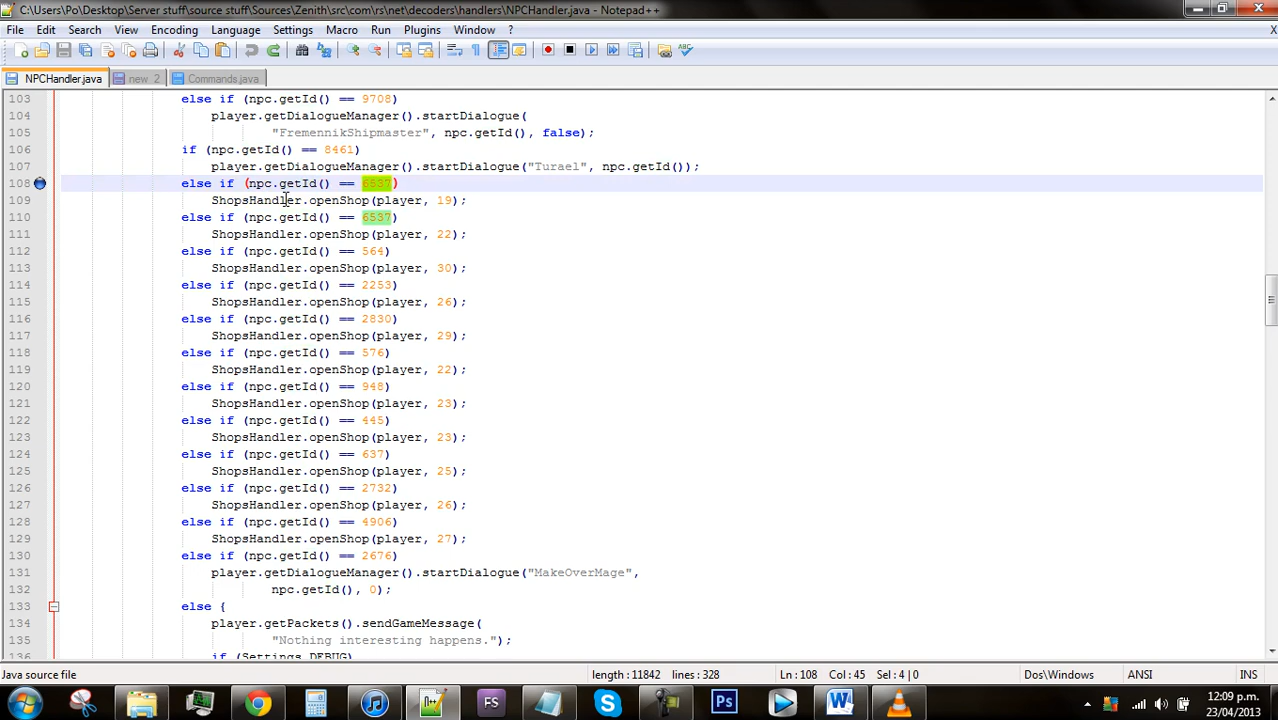 C:\Users\Po\Desktop\Server stuff\source stuff\Sources\Zenith\src\com\rs\net\decoders\handlers\NPCHandler.java - Notepad++
File Edit Search View Encoding Language Settings Macro Run Plugins Window ? X
NPCHandler.java new 2 Commands.java
103 else if (npc.getId() == 9708)
104 player.getDialogueManager().startDialogue(
105 "FremennikShipmaster", npc.getId(), false);
106 if (npc.getId() == 8461)
107 player.getDialogueManager().startDialogue("Turael", npc.getId());
108 else if (npc.getId() == 6537)
109 ShopsHandler.openShop(player, 19);
110 else if (npc.getId() == 6537)
111 ShopsHandler.openShop(player, 22);
112 else if (npc.getId() == 564)
113 ShopsHandler.openShop(player, 30);
114 else if (npc.getId() == 2253)
115 ShopsHandler.openShop(player, 26);
116 else if (npc.getId() == 2830)
117 ShopsHandler.openShop(player, 29);
118 else if (npc.getId() == 576)
119 ShopsHandler.openShop(player, 22);
120 else if (npc.getId() == 948)
121 ShopsHandler.openShop(player, 23);
122 else if (npc.getId() == 445)
123 ShopsHandler.openShop(player, 23);
124 else if (npc.getId() == 637)
125 ShopsHandler.openShop(player, 25);
126 else if (npc.getId() == 2732)
127 ShopsHandler.openShop(player, 26);
128 else if (npc.getId() == 4906)
129 ShopsHandler.openShop(player, 27);
130 else if (npc.getId() == 2676)
131 player.getDialogueManager().startDialogue("MakeOverMage",
132 npc.getId(), 0);
133 else {
134 player.getPackets().sendGameMessage(
135 "Nothing interesting happens.");
136 if (Settings.DEBUG)
Java source file length : 11842 lines : 328 Ln : 108 Col : 45 Sel : 4 | 0 Dos\Windows ANSI INS
FS Ps 12:09 p.m.
23/04/2013